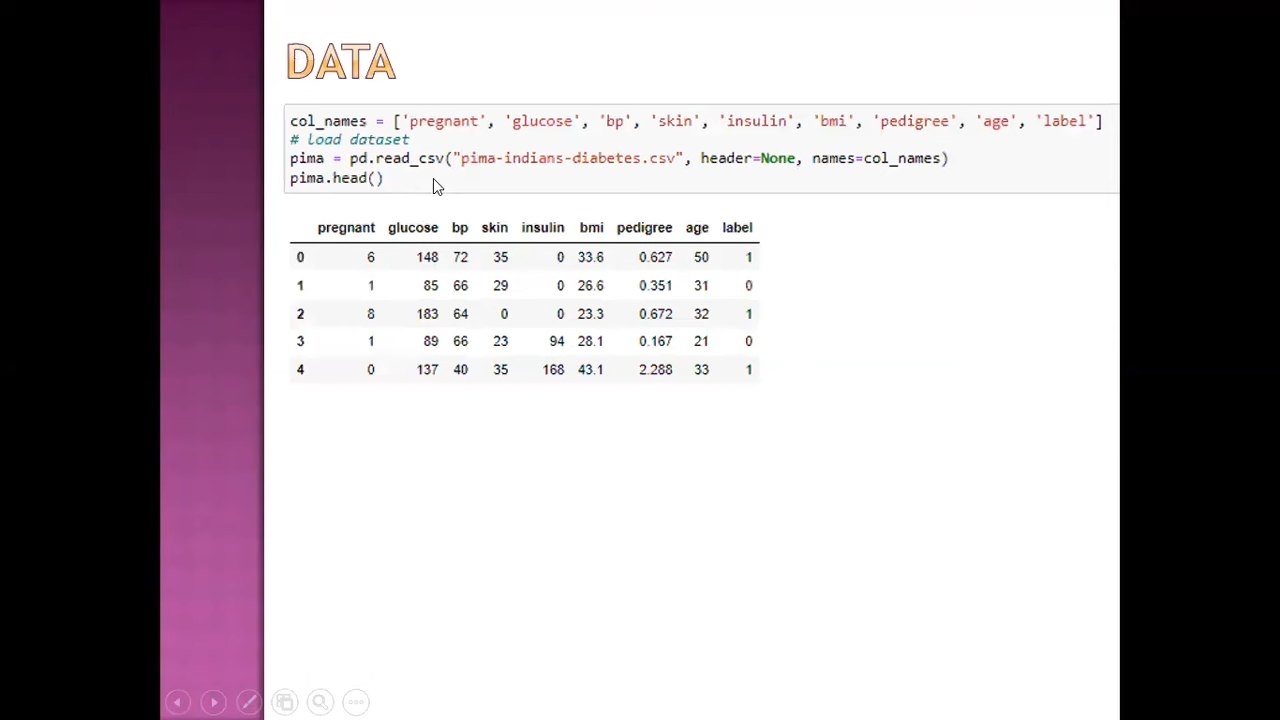 DATA
col_names = ['pregnant', 'glucose', 'bp', 'skin', 'insulin', 'bmi', 'pedigree', 'age', 'label']
# load dataset
pima = pd.read_csv("pima-indians-diabetes.csv", header=None, names=col_names)
pima.head()
pregnant glucose bp skin insulin bmi pedigree age label
0 6 148 72 35 0 33.6 0.627 50 1
1 1 85 66 29 0 26.6 0.351 31 0
2 8 183 64 0 0 23.3 0.672 32 1
3 1 89 66 23 94 28.1 0.167 21 0
4 0 137 40 35 168 43.1 2.288 33 1